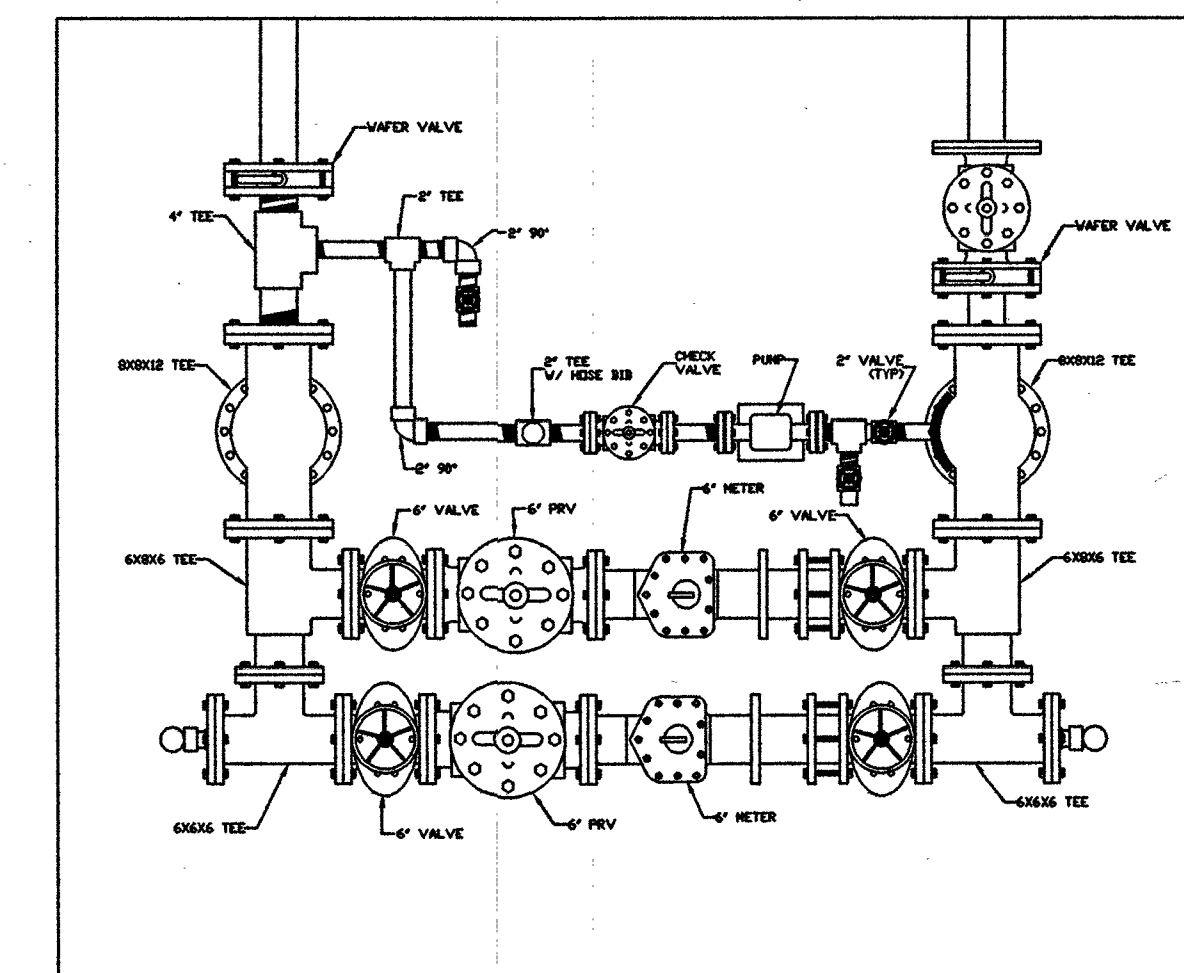 WAFER VALVE
2" TEE
4" TEE
2" 90°
WAFER VALVE
8X8X12 TEE
2" TEE
W/ HOSE BIB
CHECK
VALVE
PUMP
2" VALVE
(TYP)
8X8X12 TEE
2" 90°
6" METER
6" VALVE
6" PRV
6" VALVE
6X8X6 TEE
6X8X6 TEE
6X6X6 TEE
6" VALVE
6" PRV
6" METER
6X6X6 TEE